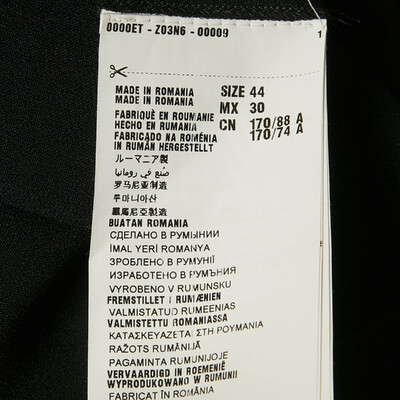 0000ET - Z03N6 - 00009
1
MADE IN ROMANIA
MADE IN ROMANIA
FABRIQUÉ EN ROUMANIE
HECHO EN RUMANIA
FABRICADO NA ROMÉNIA
IN RUMÄN HERGESTELLT
ルーマニア製
صنع في رومانيا
罗马尼亚制造
루마니아산
羅馬尼亞製造
BUATAN ROMANIA
СДЕЛАНО В РУМЫНИИ
İMAL YERİ ROMANYA
ЗРОБЛЕНО В РУМУНІЇ
ИЗРАБОТЕНО В РУМЪНИЯ
VYROBENO V RUMUNSKU
FREMSTILLET I RUMÆNIEN
VALMISTATUD RUMEENIAS
VALMISTETTU ROMANIASSA
ΚΑΤΑΣΚΕΥΑΖΕΤΑΙ ΣΤΗ ΡΟΥΜΑΝΙΑ
RAŽOTS RUMĀNIJĀ
PAGAMINTA RUMUNIJOJE
VERVAARDIGD IN ROEMENIË
WYPRODUKOWANO W RUMUNII
FABRICAT ÎN ROMANIA
SIZE 44
MX 30
CN 170/88 A
170/74 A